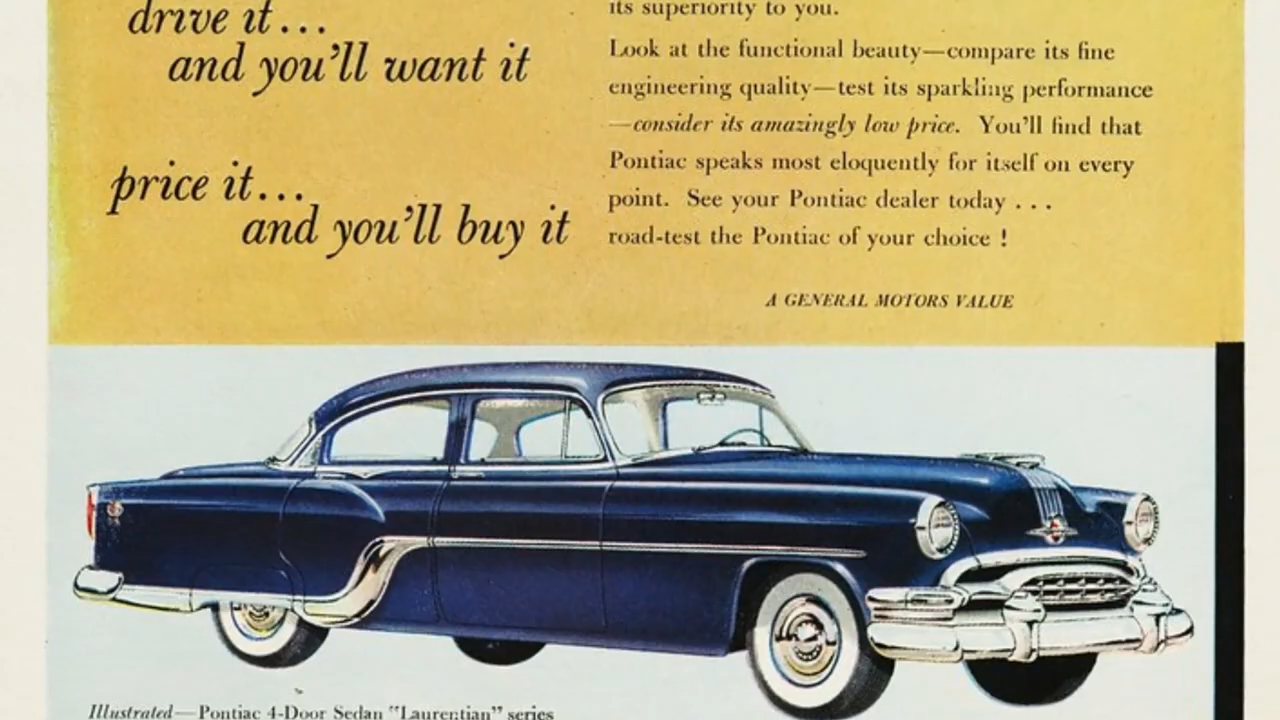 drive it...
and you'll want it
price it...
and you'll buy it
its superiority to you.
Look at the functional beauty—compare its fine
engineering quality—test its sparkling performance
—consider its amazingly low price. You'll find that
Pontiac speaks most eloquently for itself on every
point. See your Pontiac dealer today . . .
road-test the Pontiac of your choice !
A GENERAL MOTORS VALUE
Illustrated—Pontiac 4-Door Sedan "Laurentian" series